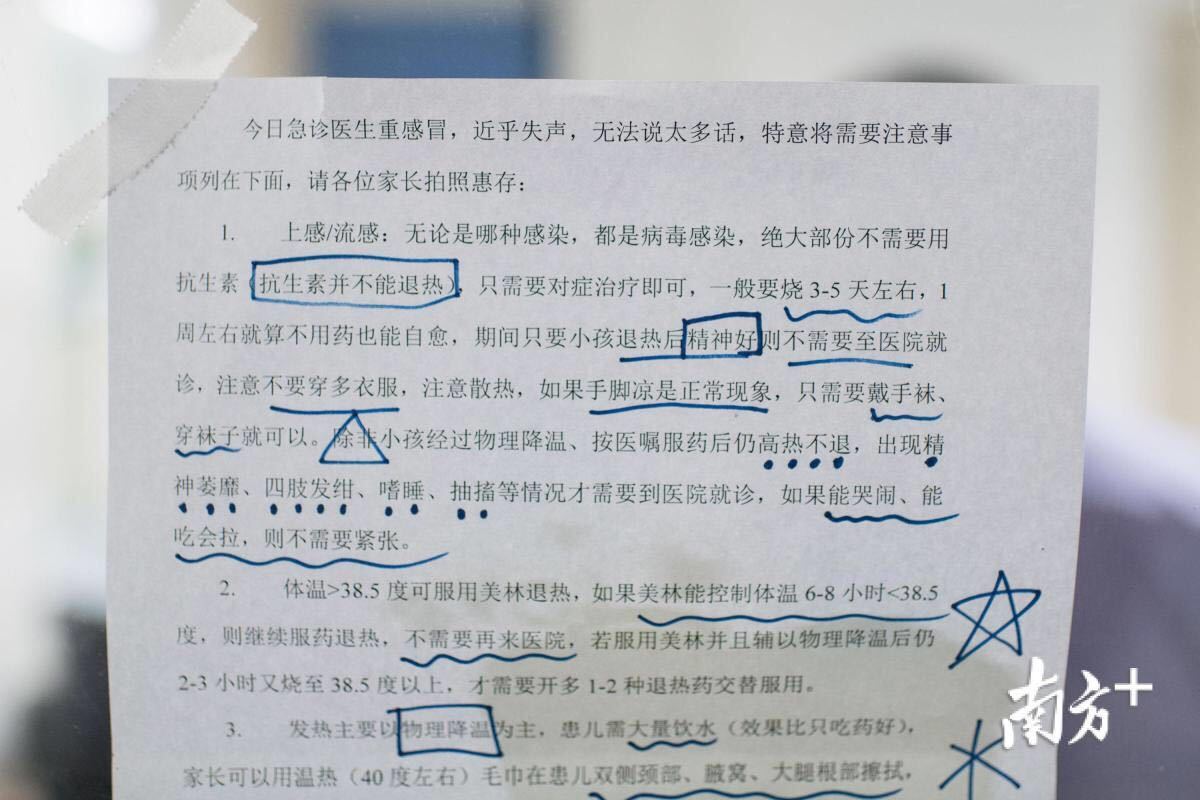 今日急诊医生重感冒，近乎失声，无法说太多话，特意将需要注意事
项列在下面，请各位家长拍照惠存：
1. 上感/流感：无论是哪种感染，都是病毒感染，绝大部份不需要用
抗生素（抗生素并不能退热），只需要对症治疗即可，一般要烧 3-5 天左右，1
周左右就算不用药也能自愈，期间只要小孩退热后精神好则不需要至医院就
诊，注意不要穿多衣服，注意散热，如果手脚凉是正常现象，只需要戴手袜、
穿袜子就可以。除非小孩经过物理降温、按医嘱服药后仍高热不退，出现精
神萎靡、四肢发绀、嗜睡、抽搐等情况才需要到医院就诊，如果能哭闹、能
吃会拉，则不需要紧张。
2. 体温>38.5 度可服用美林退热，如果美林能控制体温 6-8 小时<38.5
度，则继续服药退热，不需要再来医院，若服用美林并且辅以物理降温后仍
2-3 小时又烧至 38.5 度以上，才需要开多 1-2 种退热药交替服用。
3. 发热主要以物理降温为主，患儿需大量饮水（效果比只吃药好），
家长可以用温热（40 度左右）毛巾在患儿双侧颈部、腋窝、大腿根部擦拭，
南方+